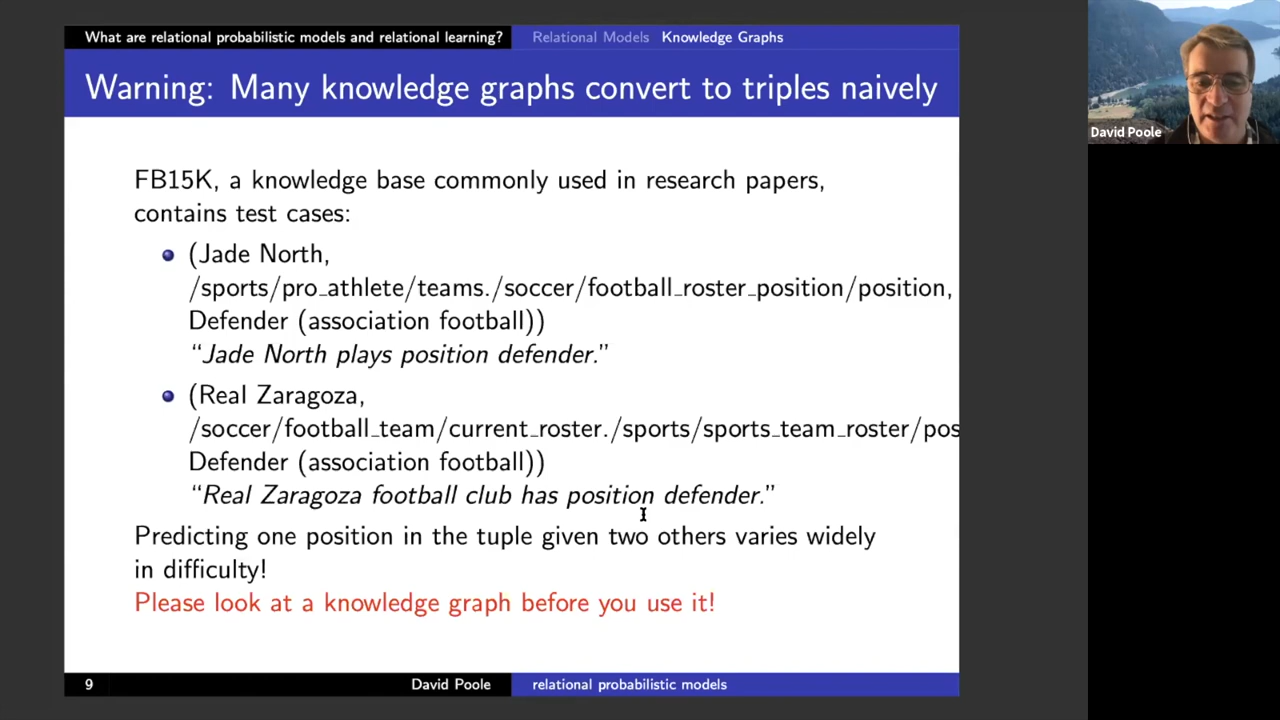 What are relational probabilistic models and relational learning? Relational Models Knowledge Graphs
Warning: Many knowledge graphs convert to triples naively
David Poole
FB15K, a knowledge base commonly used in research papers,
contains test cases:
(Jade North,
/sports/pro_athlete/teams./soccer/football_roster_position/position,
Defender (association football))
“Jade North plays position defender.”
(Real Zaragoza,
/soccer/football_team/current_roster./sports/sports_team_roster/pos
Defender (association football))
“Real Zaragoza football club has position defender.”
Predicting one position in the tuple given two others varies widely
in difficulty!
Please look at a knowledge graph before you use it!
9 David Poole relational probabilistic models